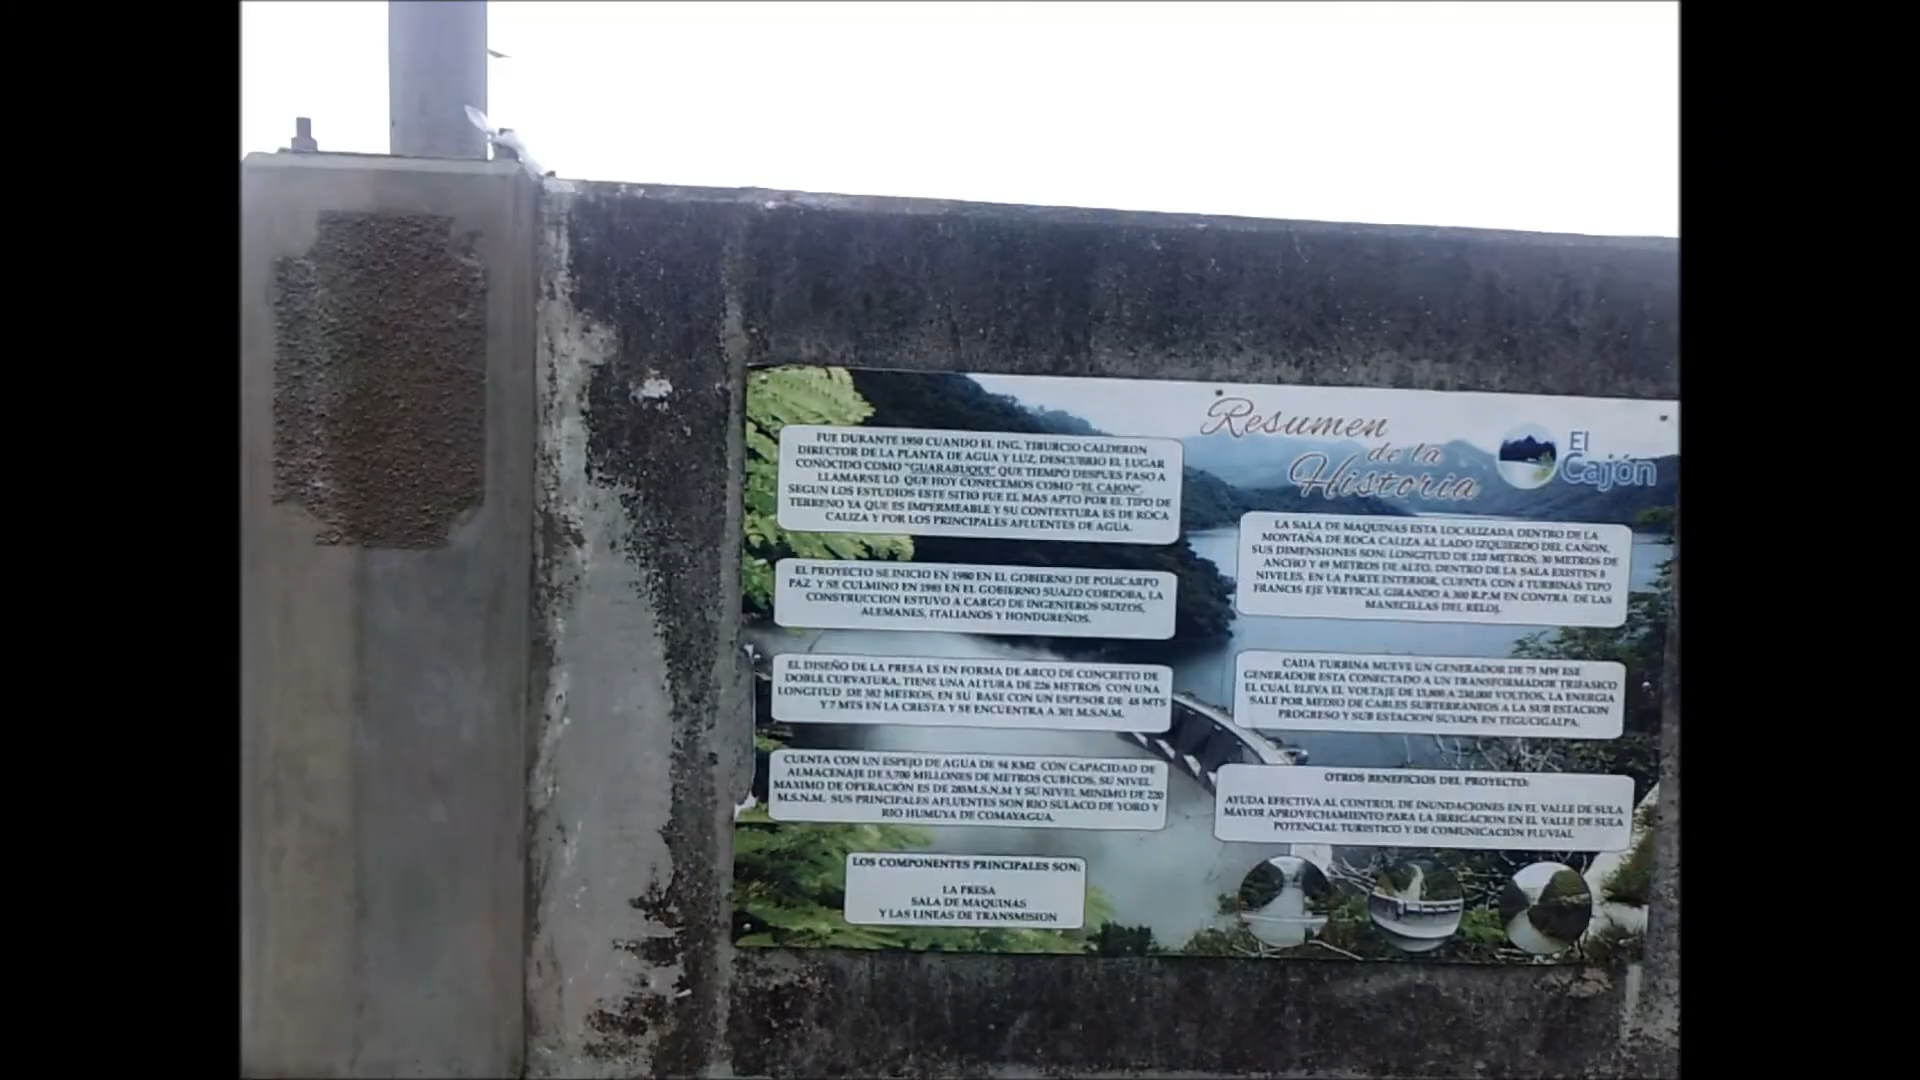 Resumen
de la
Historia
El
Cajón
FUE DURANTE 1950 CUANDO EL ING. TIBURCIO CALDERON
DIRECTOR DE LA PLANTA DE AGUA Y LUZ, DESCUBRIO EL LUGAR
CONOCIDO COMO "GUARABUQUI" QUE TIEMPO DESPUES PASO A
LLAMARSE LO QUE HOY CONECEMOS COMO "EL CAJON".
SEGUN LOS ESTUDIOS ESTE SITIO FUE EL MAS APTO POR EL TIPO DE
TERRENO YA QUE ES IMPERMEABLE Y SU CONTEXTURA ES DE ROCA
CALIZA Y POR LOS PRINCIPALES AFLUENTES DE AGUA.
EL PROYECTO SE INICIO EN 1980 EN EL GOBIERNO DE POLICARPO
PAZ Y SE CULMINO EN 1985 EN EL GOBIERNO SUAZO CORDOBA, LA
CONSTRUCCION ESTUVO A CARGO DE INGENIEROS SUIZOS,
ALEMANES, ITALIANOS Y HONDUREÑOS.
EL DISEÑO DE LA PRESA ES EN FORMA DE ARCO DE CONCRETO DE
DOBLE CURVATURA, TIENE UNA ALTURA DE 226 METROS CON UNA
LONGITUD DE 382 METROS, EN SU BASE CON UN ESPESOR DE 48 MTS
Y 7 MTS EN LA CRESTA Y SE ENCUENTRA A 301 M.S.N.M.
CUENTA CON UN ESPEJO DE AGUA DE 94 KM2 CON CAPACIDAD DE
ALMACENAJE DE 5,700 MILLONES DE METROS CUBICOS, SU NIVEL
MAXIMO DE OPERACIÓN ES DE 285M.S.N.M Y SU NIVEL MINIMO DE 220
M.S.N.M. SUS PRINCIPALES AFLUENTES SON RIO SULACO DE YORO Y
RIO HUMUYA DE COMAYAGUA.
LOS COMPONENTES PRINCIPALES SON:
LA PRESA
SALA DE MAQUINAS
Y LAS LINEAS DE TRANSMISION
LA SALA DE MAQUINAS ESTA LOCALIZADA DENTRO DE LA
MONTAÑA DE ROCA CALIZA AL LADO IZQUIERDO DEL CAÑON.
SUS DIMENSIONES SON: LONGITUD DE 110 METROS, 30 METROS DE
ANCHO Y 49 METROS DE ALTO. DENTRO DE LA SALA EXISTEN 8
NIVELES, EN LA PARTE INTERIOR, CUENTA CON 4 TURBINAS TIPO
FRANCIS EJE VERTICAL GIRANDO A 300 R.P.M EN CONTRA DE LAS
MANECILLAS DEL RELOJ.
CADA TURBINA MUEVE UN GENERADOR DE 75 MW ESE
GENERADOR ESTA CONECTADO A UN TRANSFORMADOR TRIFASICO
EL CUAL ELEVA EL VOLTAJE DE 13,800 A 230,000 VOLTIOS, LA ENERGIA
SALE POR MEDIO DE CABLES SUBTERRANEOS A LA SUB ESTACION
PROGRESO Y SUB ESTACION SUYAPA EN TEGUCIGALPA.
OTROS BENEFICIOS DEL PROYECTO:
AYUDA EFECTIVA AL CONTROL DE INUNDACIONES EN EL VALLE DE SULA
MAYOR APROVECHAMIENTO PARA LA IRRIGACION EN EL VALLE DE SULA
POTENCIAL TURISTICO Y DE COMUNICACIÓN FLUVIAL